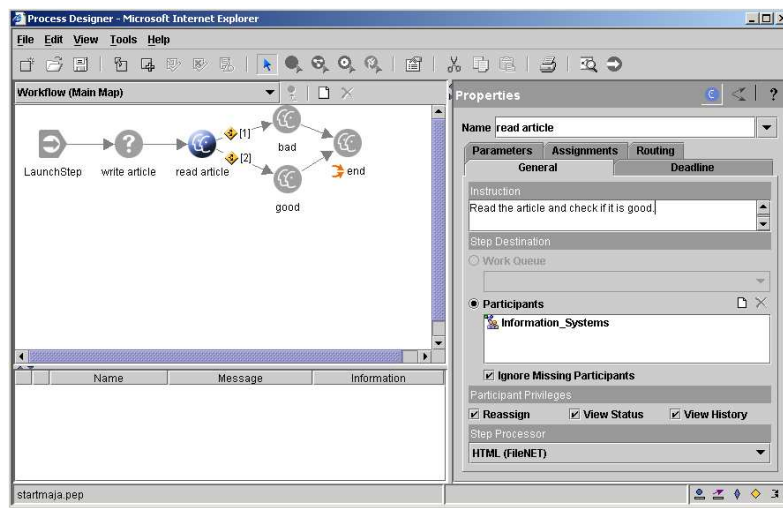 Process Designer - Microsoft Internet Explorer
File Edit View Tools Help
Workflow (Main Map)
[1]
[2]
bad
end
LaunchStep write article read article
good
Name Message Information
startmaja.pep
Properties
Name read article
Parameters Assignments Routing
General Deadline
Instruction
Read the article and check if it is good.
Step Destination
Work Queue
Participants
Information_Systems
Ignore Missing Participants
Participant Privileges
Reassign View Status View History
Step Processor
HTML (FileNET)